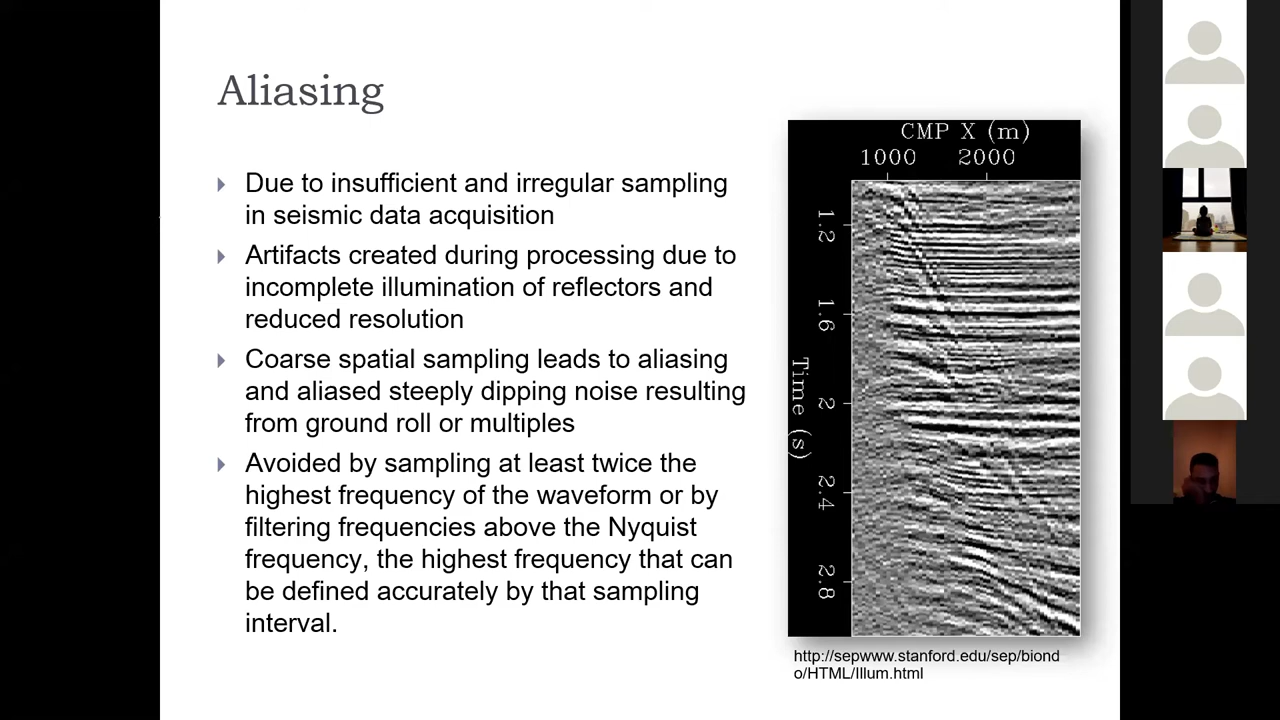 Aliasing
Due to insufficient and irregular sampling
in seismic data acquisition
Artifacts created during processing due to
incomplete illumination of reflectors and
reduced resolution
Coarse spatial sampling leads to aliasing
and aliased steeply dipping noise resulting
from ground roll or multiples
Avoided by sampling at least twice the
highest frequency of the waveform or by
filtering frequencies above the Nyquist
frequency, the highest frequency that can
be defined accurately by that sampling
interval.
CMP X (m)
1000 2000
1.2
1.6
2
2.4
2.8
Time (s)
http://sepwww.stanford.edu/sep/biond
o/HTML/Illum.html